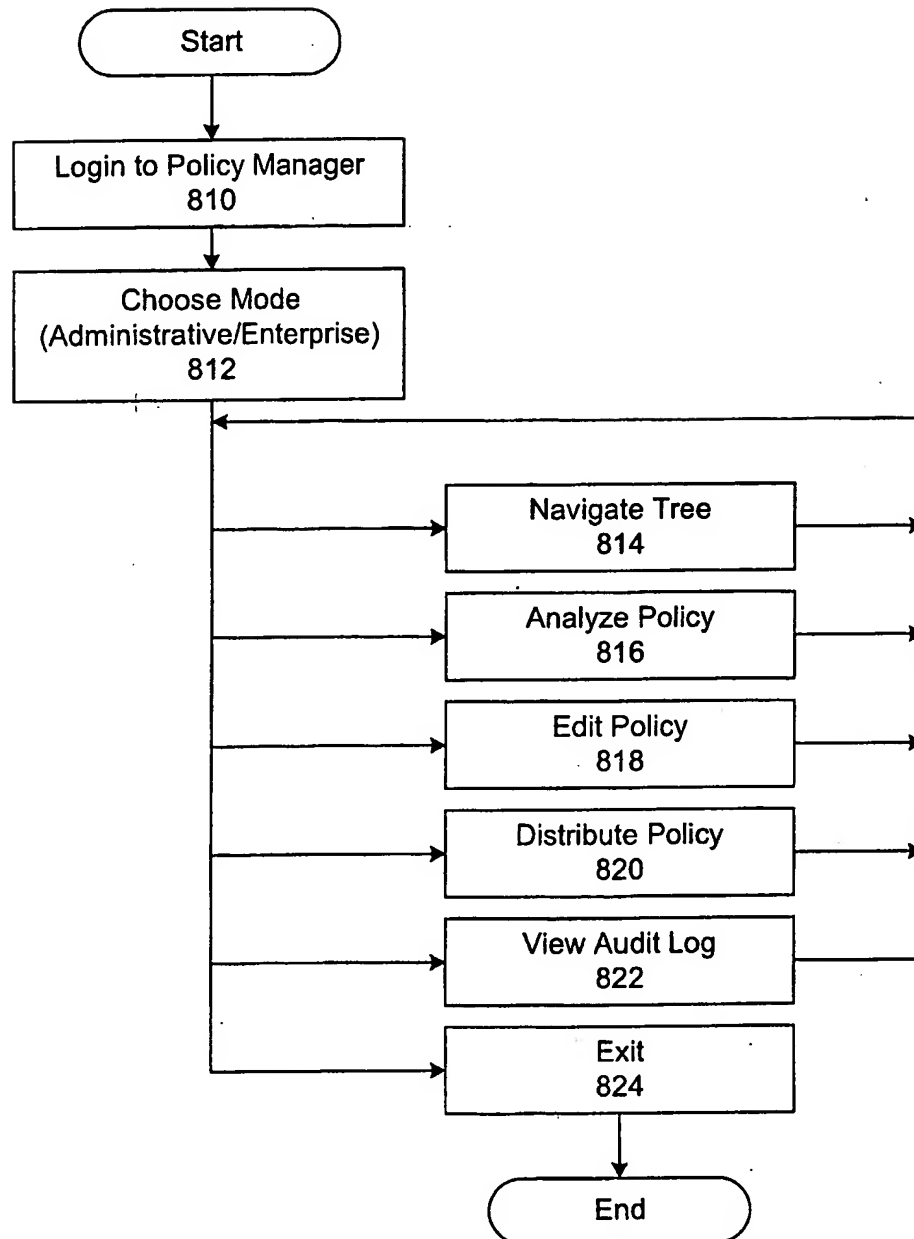 Start
Login to Policy Manager
810
Choose Mode
(Administrative/Enterprise)
812
Navigate Tree
814
Analyze Policy
816
Edit Policy
818
Distribute Policy
820
View Audit Log
822
Exit
824
End